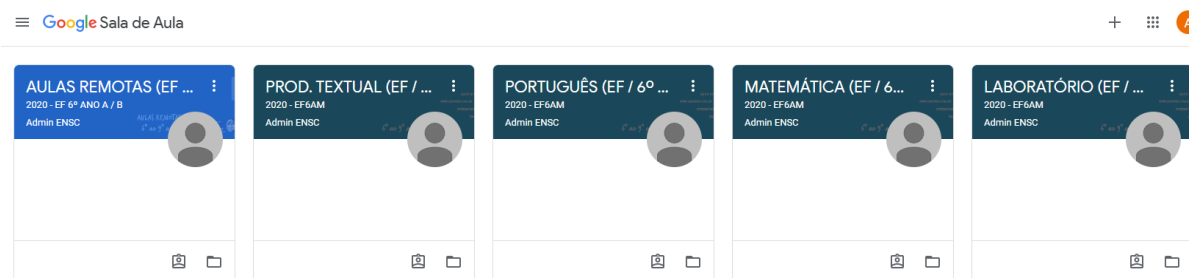 Google Sala de Aula
AULAS REMOTAS (EF ...
2020 - EF 6º ANO A / B
Admin ENSC
PROD. TEXTUAL (EF / ...
2020 - EF6AM
Admin ENSC
PORTUGUÊS (EF / 6º ...
2020 - EF6AM
Admin ENSC
MATEMÁTICA (EF / 6...
2020 - EF6AM
Admin ENSC
LABORATÓRIO (EF / ...
2020 - EF6AM
Admin ENSC